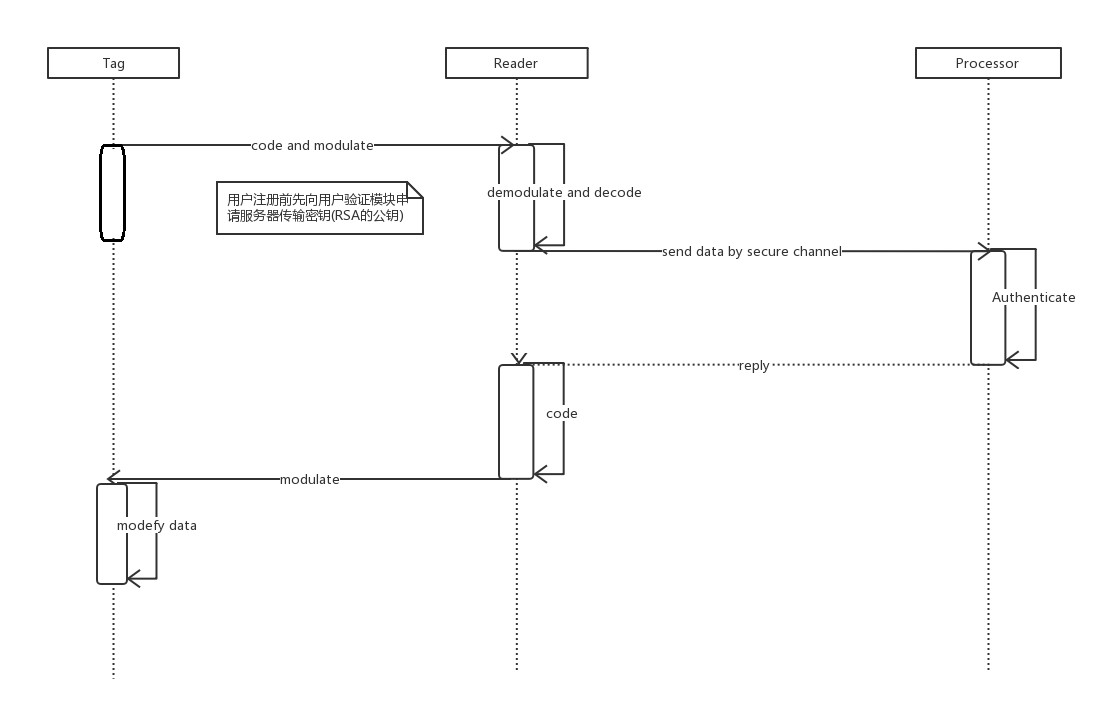 Tag
Reader
Processor
code and modulate
用户注册前先向用户验证模块申
请服务器传输密钥(RSA的公钥)
demodulate and decode
send data by secure channel
Authenticate
reply
code
modulate
modefy data